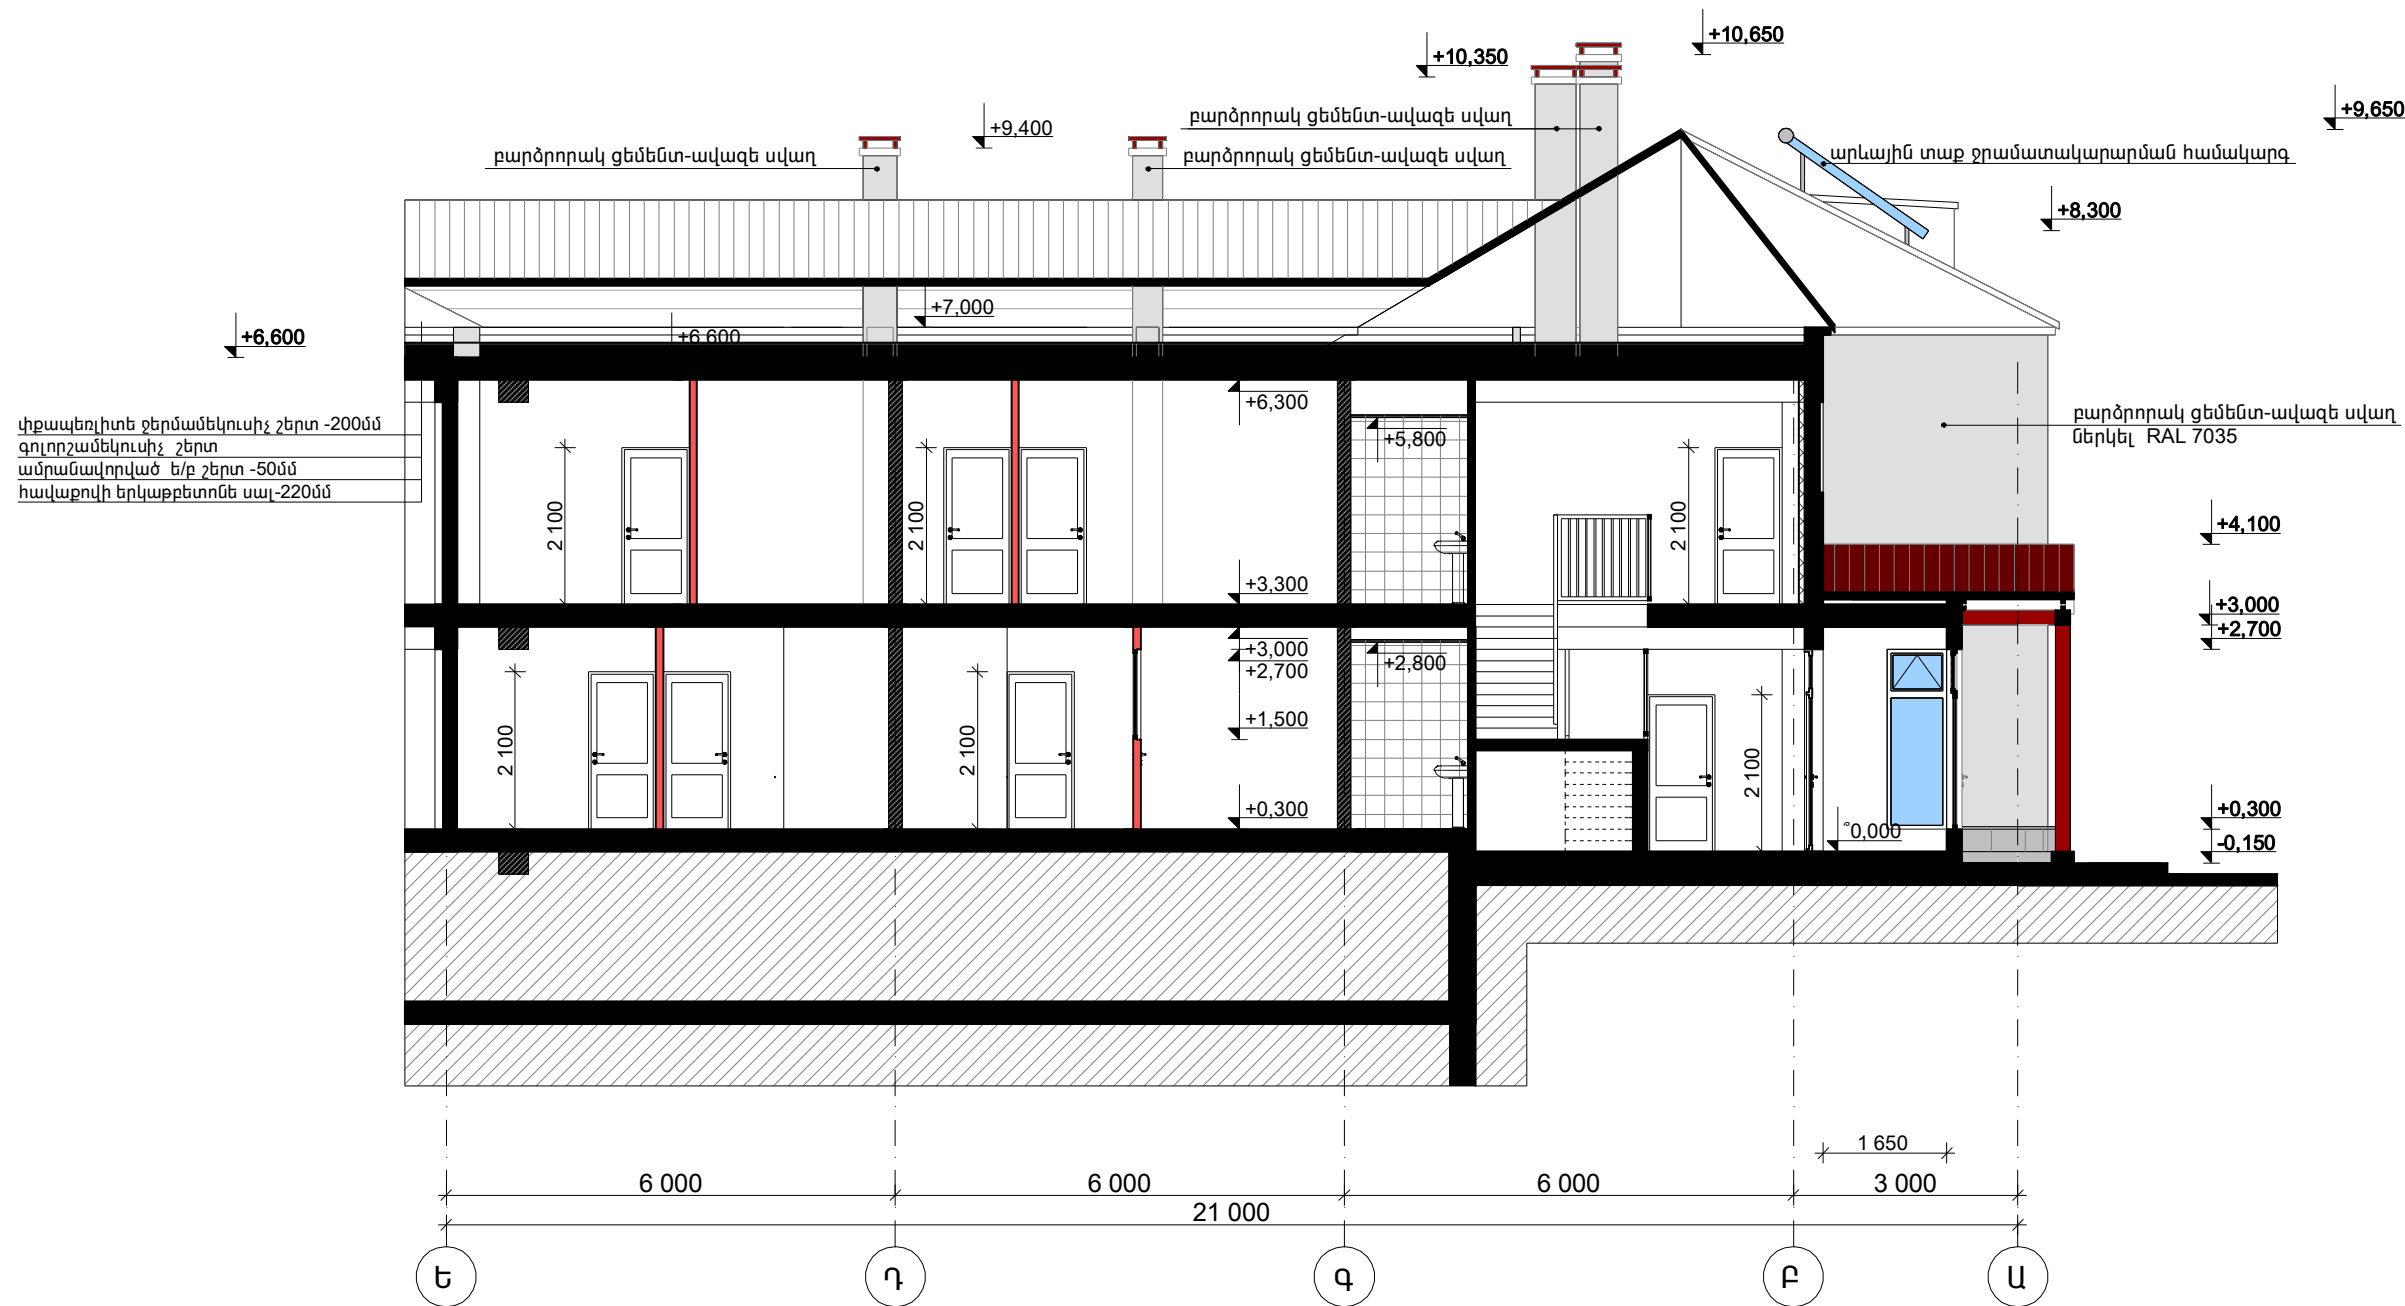 +10,650
+10,350
+9,650
բարձրորակ ցեմենտ-ավազե սվաղ
+9,400
բարձրորակ ցեմենտ-ավազե սվաղ
բարձրորակ ցեմենտ-ավազե սվաղ
արևային տաք ջրամատակարարման համակարգ
+8,300
+7,000
+6,600
+6,600
+6,300
փքապեռլիտե ջերմամեկուսիչ շերտ -200մմ
գոլորշամեկուսիչ շերտ
ամրանավորված ե/բ շերտ -50մմ
հավաքովի երկաթբետոնե սալ-220մմ
+5,800
բարձրորակ ցեմենտ-ավազե սվաղ
ներկել RAL 7035
2 100
2 100
2 100
+4,100
+3,300
+3,000
+2,700
+3,000
+2,700
+2,800
+1,500
2 100
2 100
2 100
+0,300
0,000
+0,300
-0,150
1 650
6 000
6 000
6 000
3 000
21 000
Ե
Դ
Գ
Բ
Ա